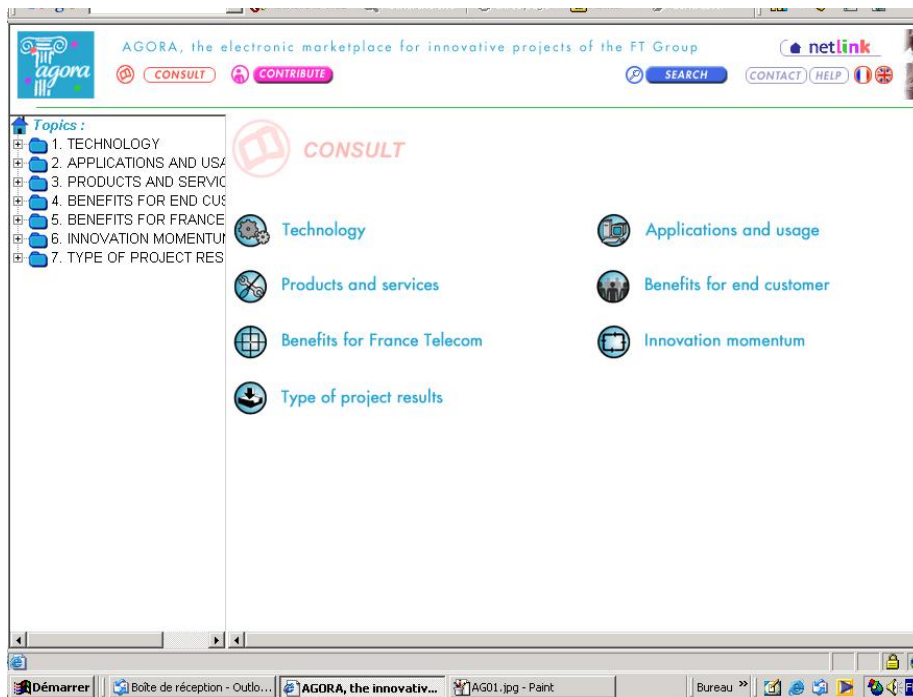 AGORA, the electronic marketplace for innovative projects of the FT Group
netlink
agora
CONSULT
CONTRIBUTE
SEARCH
CONTACT
HELP
Topics :
1. TECHNOLOGY
2. APPLICATIONS AND USA
3. PRODUCTS AND SERVIC
4. BENEFITS FOR END CUS
5. BENEFITS FOR FRANCE
6. INNOVATION MOMENTUM
7. TYPE OF PROJECT RES
CONSULT
Technology
Applications and usage
Products and services
Benefits for end customer
Benefits for France Telecom
Innovation momentum
Type of project results
Démarrer
Boîte de réception - Outlo...
AGORA, the innovativ...
AG01.jpg - Paint
Bureau »